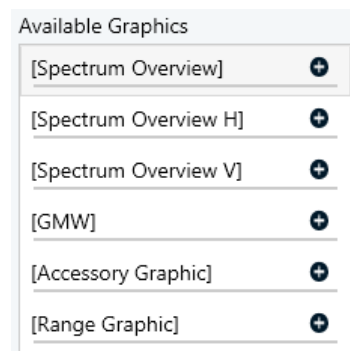 Available Graphics
[Spectrum Overview]
[Spectrum Overview H]
[Spectrum Overview V]
[GMW]
[Accessory Graphic]
[Range Graphic]